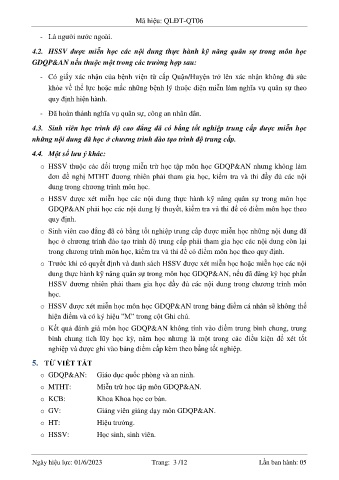 Mã hiệu: QLĐT-QT06
- Là người nước ngoài.
4.2. HSSV được miễn học các nội dung thực hành kỹ năng quân sự trong môn học
GDQP&AN nếu thuộc một trong các trường hợp sau:
- Có giấy xác nhận của bệnh viện từ cấp Quận/Huyện trở lên xác nhận không đủ sức
khỏe về thể lực hoặc mắc những bệnh lý thuộc diện miễn làm nghĩa vụ quân sự theo
quy định hiện hành.
- Đã hoàn thành nghĩa vụ quân sự, công an nhân dân.
4.3. Sinh viên học trình độ cao đẳng đã có bằng tốt nghiệp trung cấp được miễn học
những nội dung đã học ở chương trình đào tạo trình độ trung cấp.
4.4. Một số lưu ý khác:
o HSSV thuộc các đối tượng miễn trừ học tập môn học GDQP&AN nhưng không làm
đơn đề nghị MTHT đương nhiên phải tham gia học, kiểm tra và thi đầy đủ các nội
dung trong chương trình môn học.
o HSSV được xét miễn học các nội dung thực hành kỹ năng quân sự trong môn học
GDQP&AN phải học các nội dung lý thuyết, kiểm tra và thi để có điểm môn học theo
quy định.
o Sinh viên cao đẳng đã có bằng tốt nghiệp trung cấp được miễn học những nội dung đã
học ở chương trình đào tạo trình độ trung cấp phải tham gia học các nội dung còn lại
trong chương trình môn học, kiểm tra và thi để có điểm môn học theo quy định.
o Trước khi có quyết định và danh sách HSSV được xét miễn học hoặc miễn học các nội
dung thực hành kỹ năng quân sự trong môn học GDQP&AN, nếu đã đăng ký học phần
HSSV đương nhiên phải tham gia học đầy đủ các nội dung trong chương trình môn
học.
o HSSV được xét miễn học môn học GDQP&AN trong bảng điểm cá nhân sẽ không thể
hiện điểm và có ký hiệu "M" trong cột Ghi chú.
o Kết quả đánh giá môn học GDQP&AN không tính vào điểm trung bình chung, trung
bình chung tích lũy học kỳ, năm học nhưng là một trong các điều kiện để xét tốt
nghiệp và được ghi vào bảng điểm cấp kèm theo bằng tốt nghiệp.
5. TỪ VIẾT TẮT
o GDQP&AN: Giáo dục quốc phòng và an ninh.
o MTHT: Miễn trừ học tập môn GDQP&AN.
o KCB: Khoa Khoa học cơ bản.
o GV: Giảng viên giảng dạy môn GDQP&AN.
o HT: Hiệu trưởng.
o HSSV: Học sinh, sinh viên.
Ngày hiệu lực: 01/6/2023 Trang: 3 /12 Lần ban hành: 05